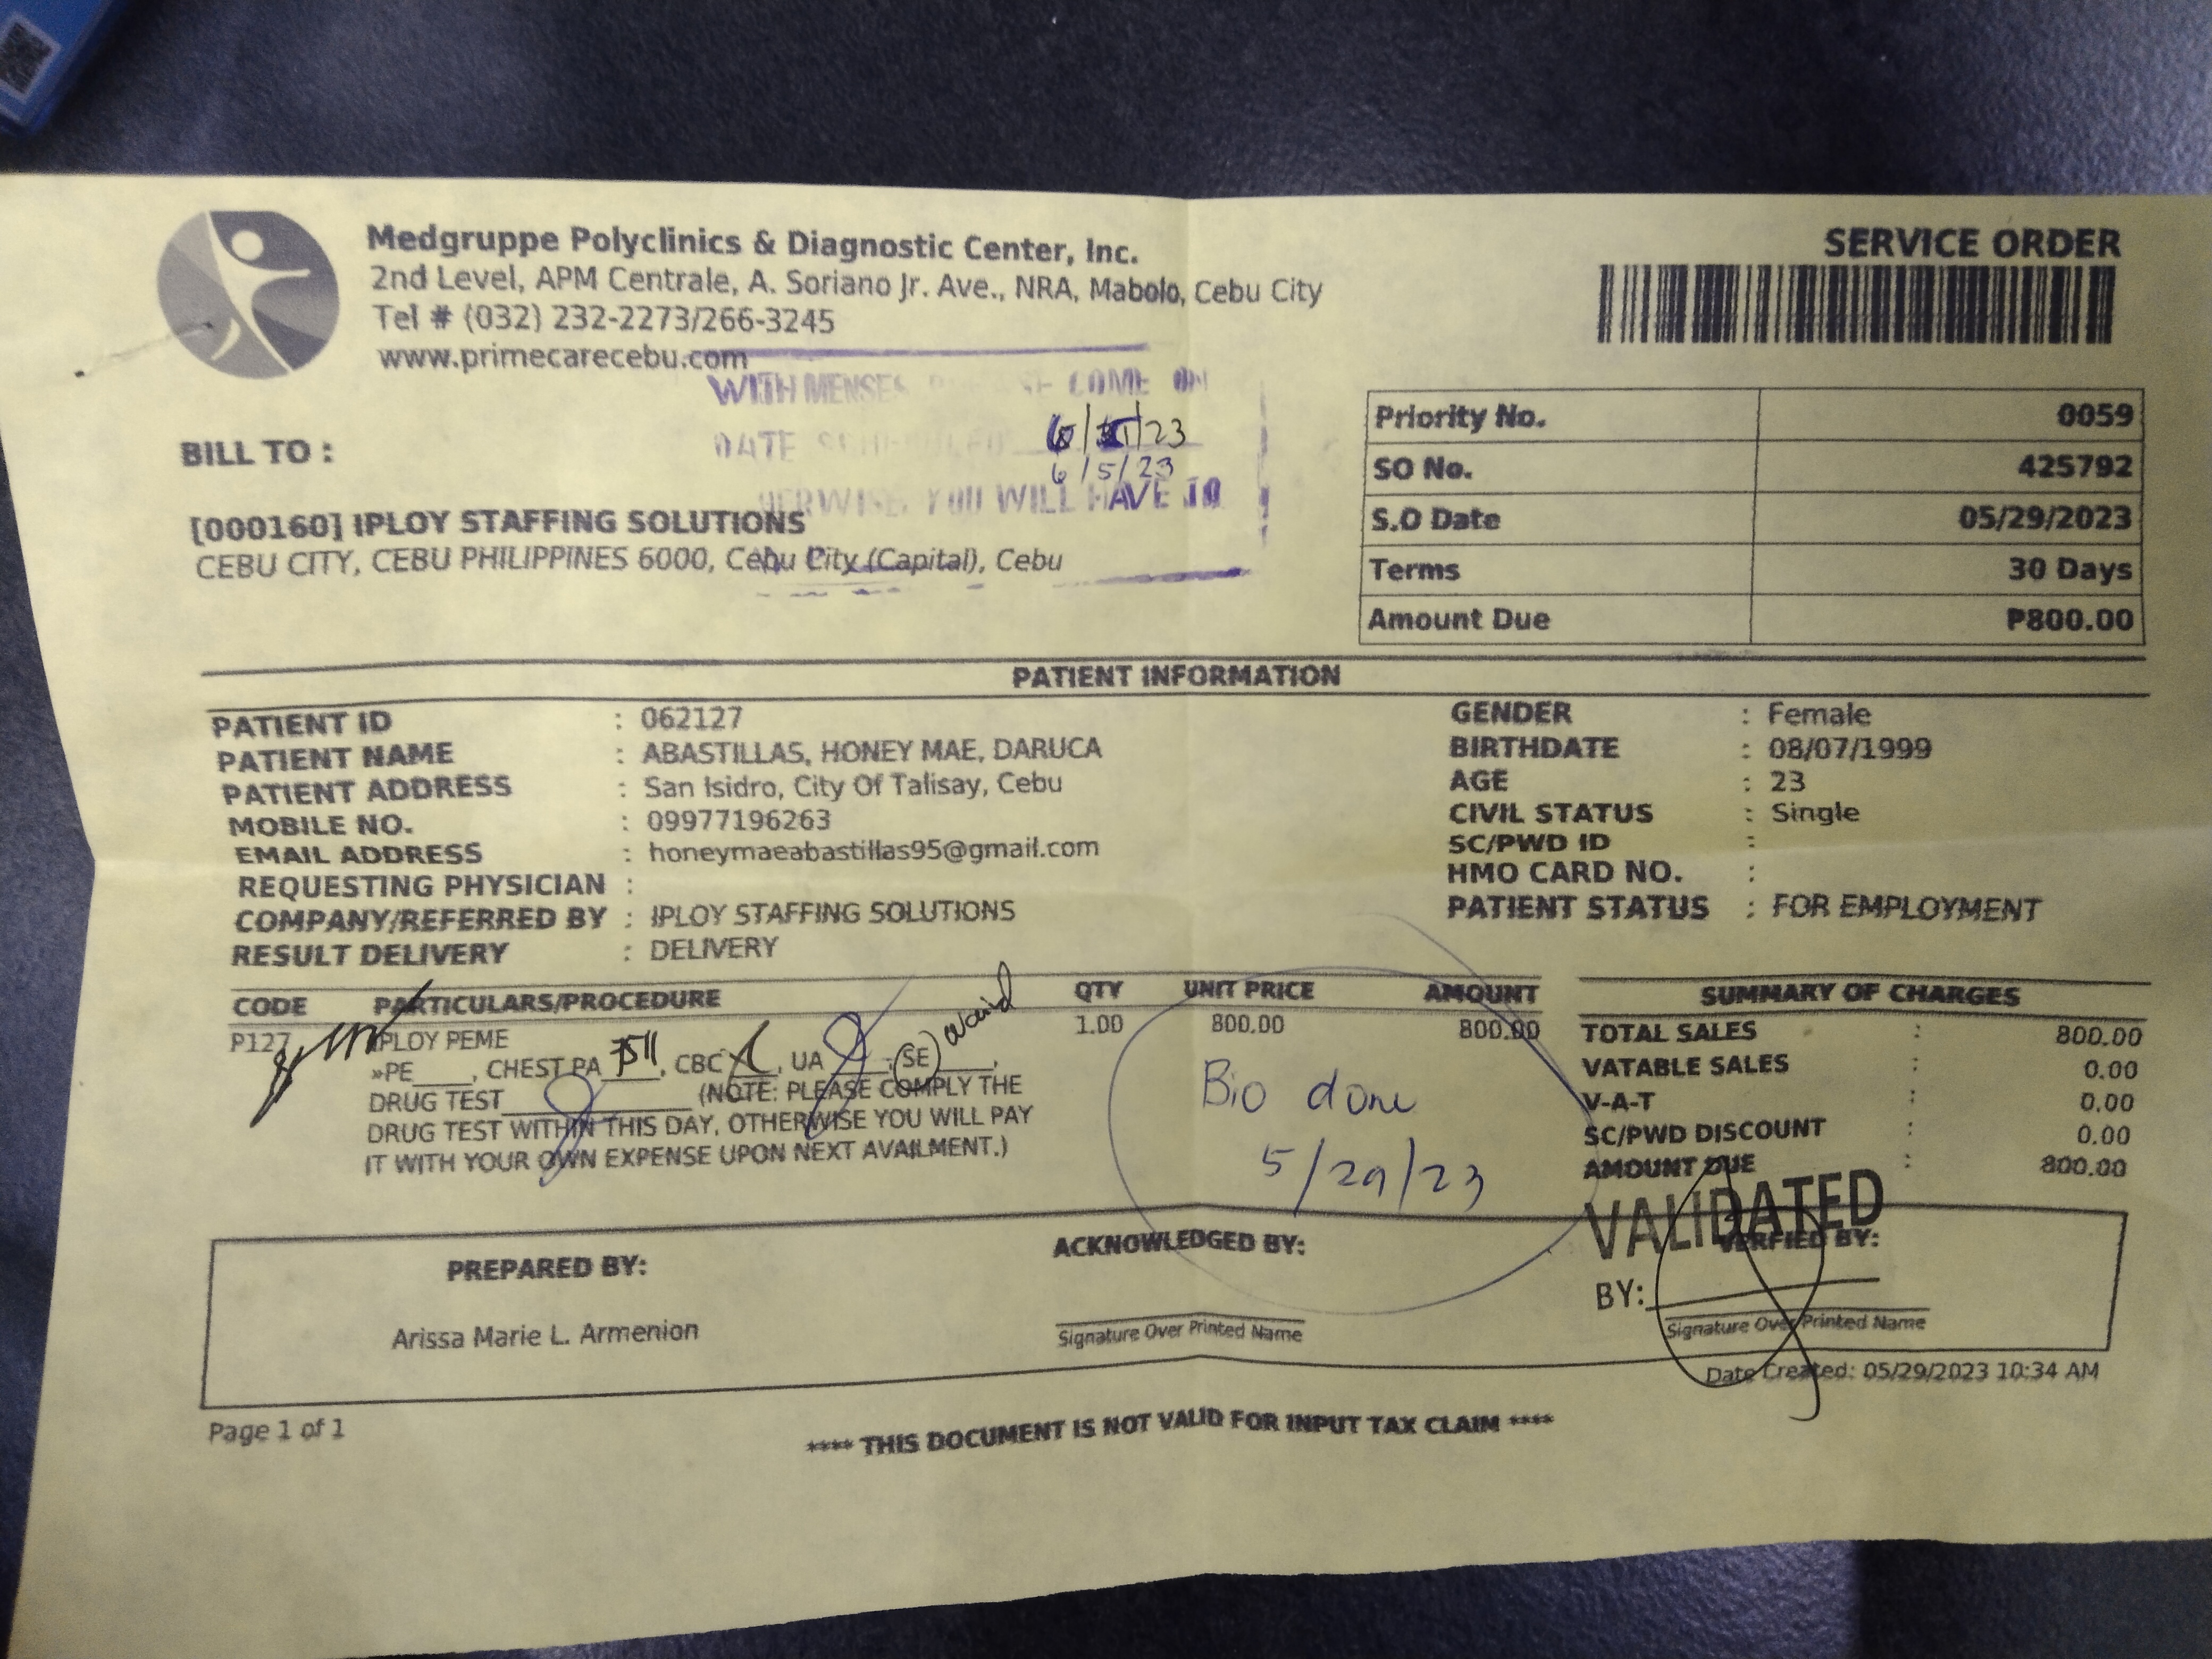 Medgruppe Polyclinics & Diagnostic Center, Inc.
2nd Level, APM Centrale, A. Soriano Jr. Ave., NRA, Mabolo, Cebu City
Tel # (032) 232-2273/266-3245
www.primecarecebu.com
SERVICE ORDER
WITH MENSES COME ON
DATE 6/ /23
6/5/23
ERWISE, YOU WILL HAVE TO
Priority No. 0059
SO No. 425792
S.O Date 05/29/2023
Terms 30 Days
Amount Due ₱800.00
BILL TO :
[000160] IPLOY STAFFING SOLUTIONS
CEBU CITY, CEBU PHILIPPINES 6000, Cebu City (Capital), Cebu
PATIENT INFORMATION
PATIENT ID : 062127
PATIENT NAME : ABASTILLAS, HONEY MAE, DARUCA
PATIENT ADDRESS : San Isidro, City Of Talisay, Cebu
MOBILE NO. : 09977196263
EMAIL ADDRESS : honeymaeabastillas95@gmail.com
REQUESTING PHYSICIAN :
COMPANY/REFERRED BY : IPLOY STAFFING SOLUTIONS
RESULT DELIVERY : DELIVERY
GENDER : Female
BIRTHDATE : 08/07/1999
AGE : 23
CIVIL STATUS : Single
SC/PWD ID :
HMO CARD NO. :
PATIENT STATUS : FOR EMPLOYMENT
CODE PARTICULARS/PROCEDURE QTY UNIT PRICE AMOUNT
P127 IPLOY PEME 1.00 800.00 800.00
»PE____, CHEST PA 7511, CBC____, UA____, SE____,
DRUG TEST____________ (NOTE: PLEASE COMPLY THE
DRUG TEST WITHIN THIS DAY, OTHERWISE YOU WILL PAY
IT WITH YOUR OWN EXPENSE UPON NEXT AVAILMENT.)
Bio done
5/29/23
SUMMARY OF CHARGES
TOTAL SALES : 800.00
VATABLE SALES : 0.00
V-A-T : 0.00
SC/PWD DISCOUNT : 0.00
AMOUNT DUE : 800.00
VALIDATED
BY:
PREPARED BY:
Arissa Marie L. Armenion
ACKNOWLEDGED BY:
Signature Over Printed Name
VERFIED BY:
Signature Over Printed Name
Date Created: 05/29/2023 10:34 AM
Page 1 of 1
**** THIS DOCUMENT IS NOT VALID FOR INPUT TAX CLAIM ****